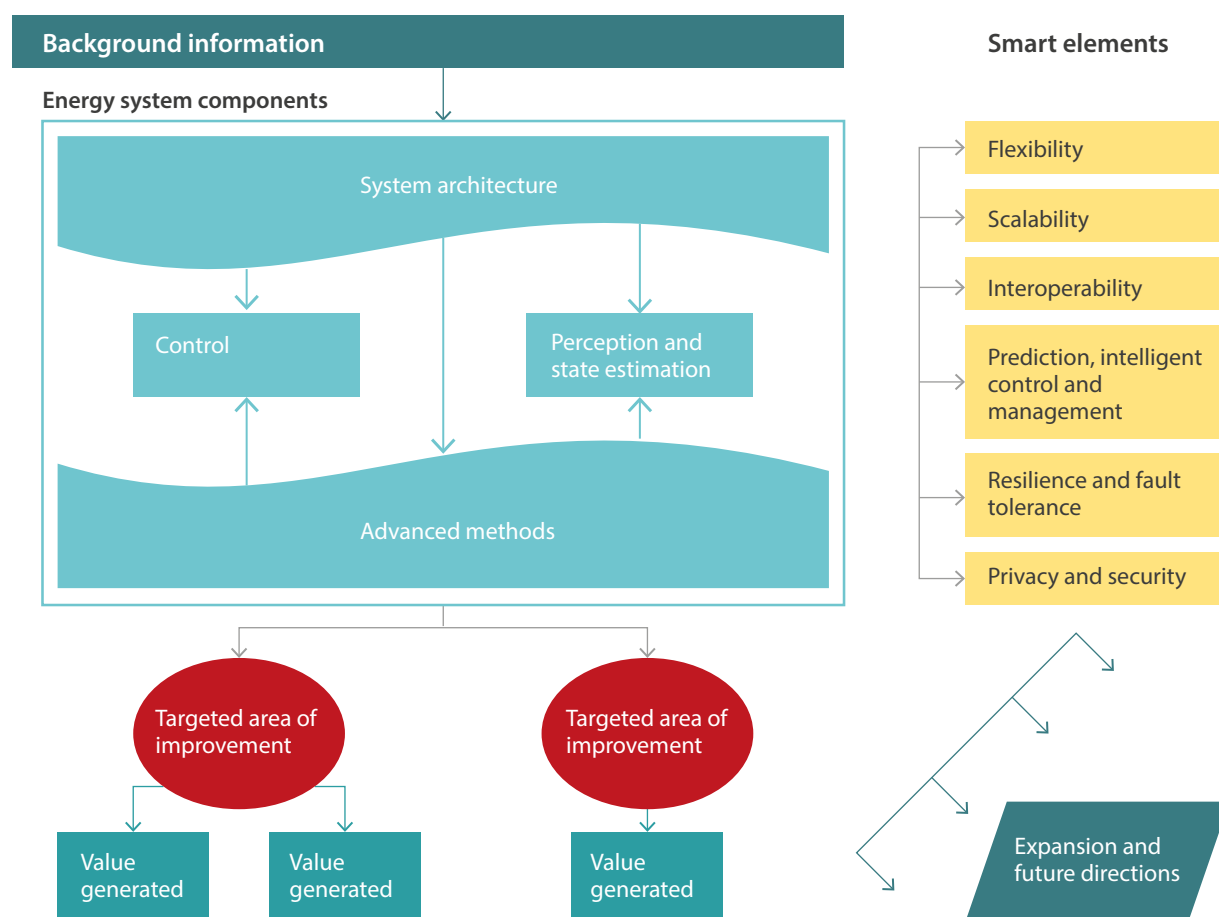 Background information
Smart elements
Energy system components
System architecture
Control
Perception and
state estimation
Advanced methods
Flexibility
Scalability
Interoperability
Prediction, intelligent
control and
management
Resilience and fault
tolerance
Privacy and security
Targeted area of
improvement
Targeted area of
improvement
Value
generated
Value
generated
Value
generated
Expansion and
future directions